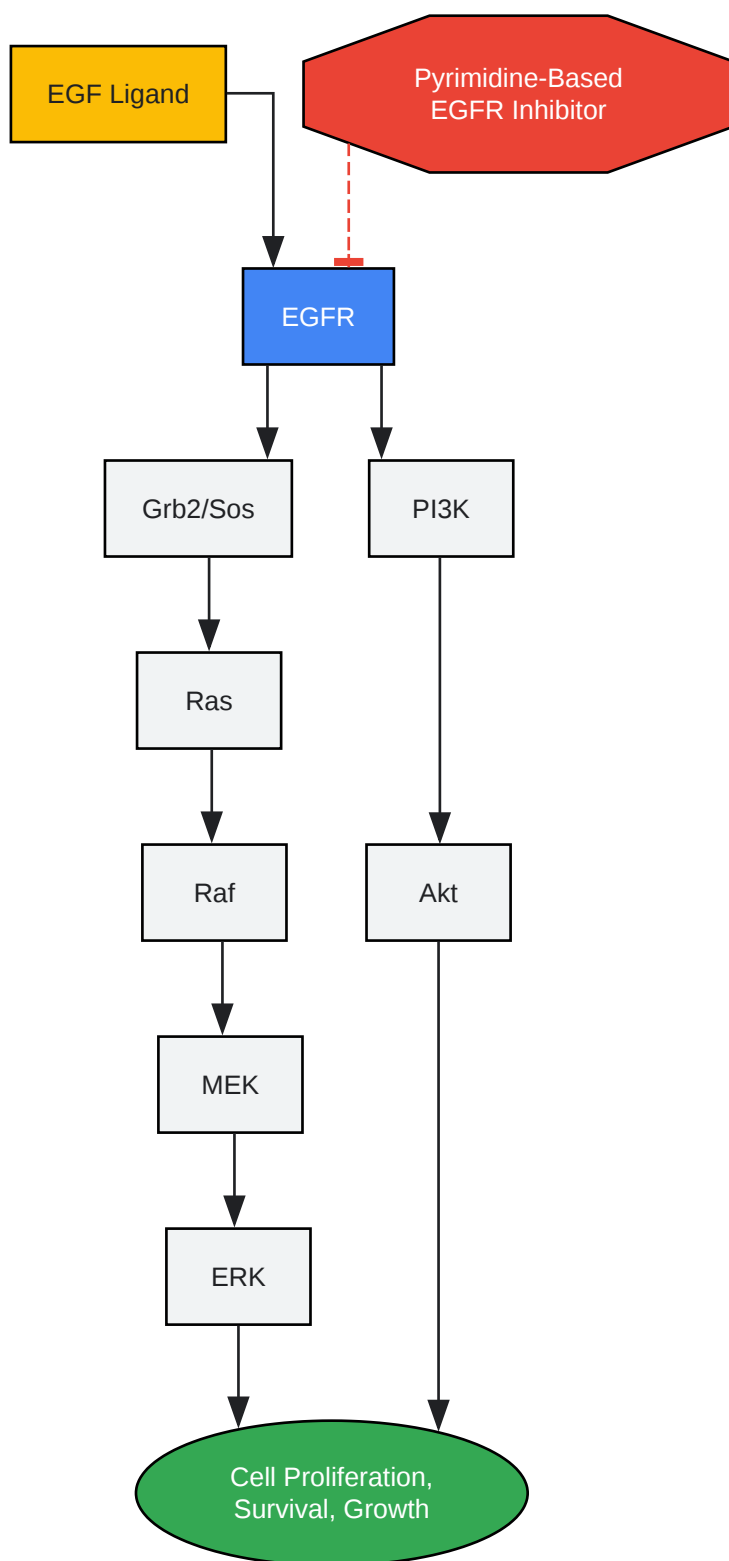 EGF Ligand
Pyrimidine-Based
EGFR Inhibitor
EGFR
Grb2/Sos
PI3K
Ras
Raf
Akt
MEK
ERK
Cell Proliferation,
Survival, Growth